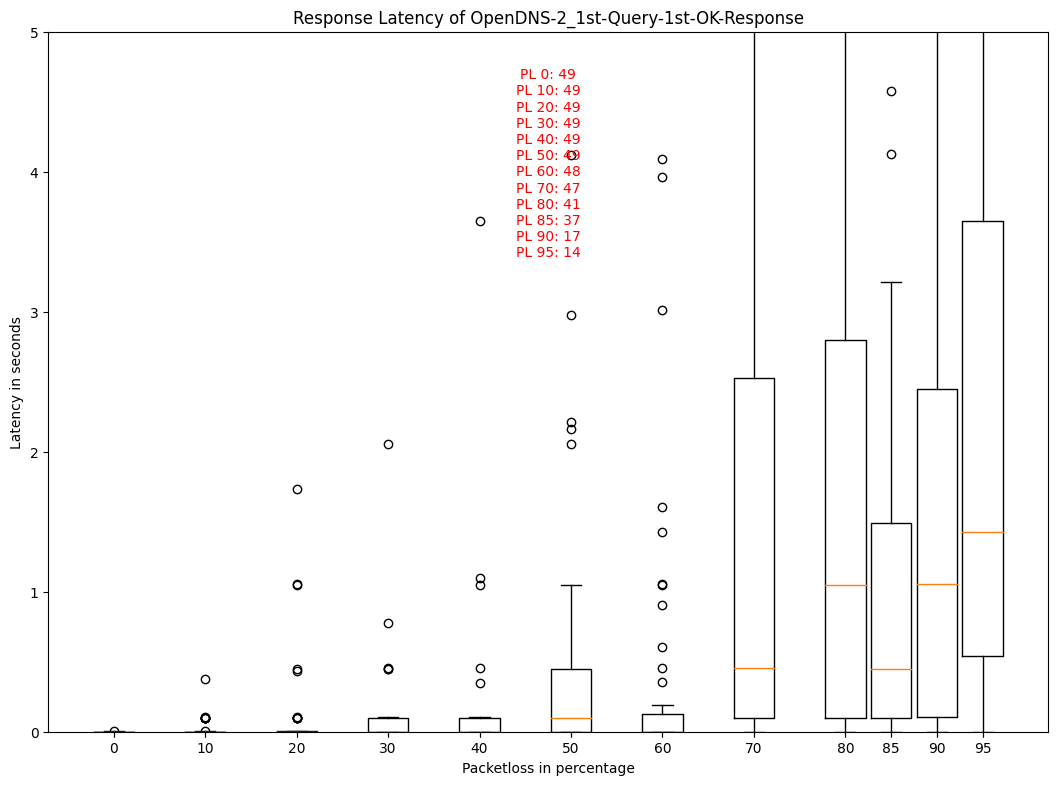 Response Latency of OpenDNS-2_1st-Query-1st-OK-Response
5
4
3
2
1
0
Latency in seconds
PL 0: 49
PL 10: 49
PL 20: 49
PL 30: 49
PL 40: 49
PL 50: 49
PL 60: 48
PL 70: 47
PL 80: 41
PL 85: 37
PL 90: 17
PL 95: 14
0 10 20 30 40 50 60 70 80 85 90 95
Packetloss in percentage